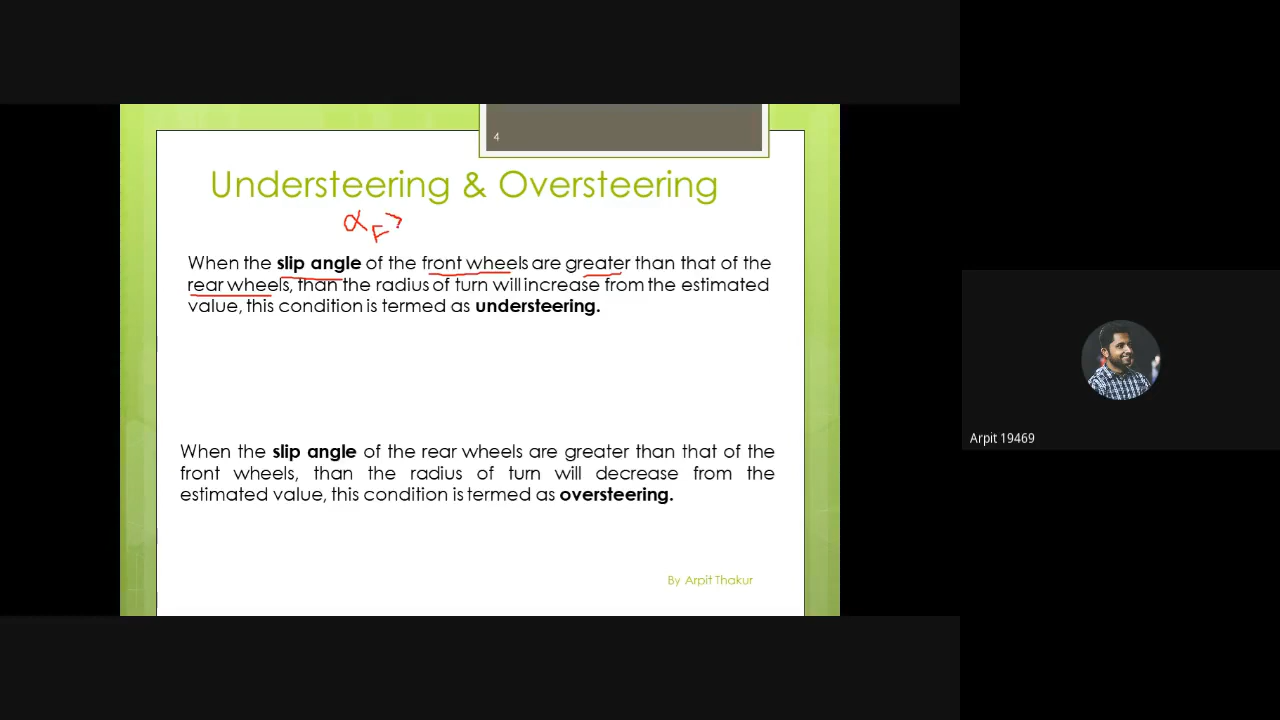 4
Understeering & Oversteering
α F >
When the slip angle of the front wheels are greater than that of the
rear wheels, than the radius of turn will increase from the estimated
value, this condition is termed as understeering.
When the slip angle of the rear wheels are greater than that of the
front wheels, than the radius of turn will decrease from the
estimated value, this condition is termed as oversteering.
By Arpit Thakur
Arpit 19469